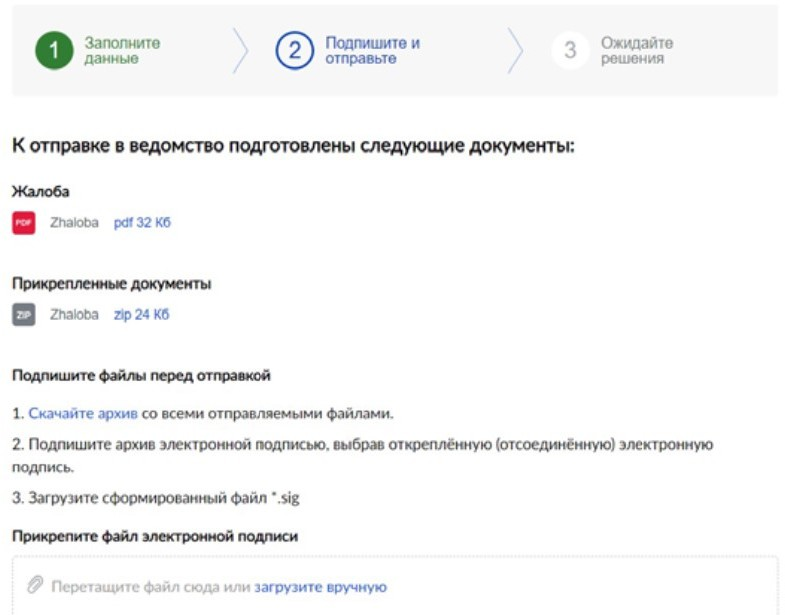 1 Заполните данные
2 Подпишите и отправьте
3 Ожидайте решения
К отправке в ведомство подготовлены следующие документы:
Жалоба
PDF Zhaloba pdf 32 Кб
Прикрепленные документы
ZIP Zhaloba zip 24 Кб
Подпишите файлы перед отправкой
1. Скачайте архив со всеми отправляемыми файлами.
2. Подпишите архив электронной подписью, выбрав откреплённую (отсоединённую) электронную
подпись.
3. Загрузите сформированный файл *.sig
Прикрепите файл электронной подписи
Перетащите файл сюда или загрузите вручную